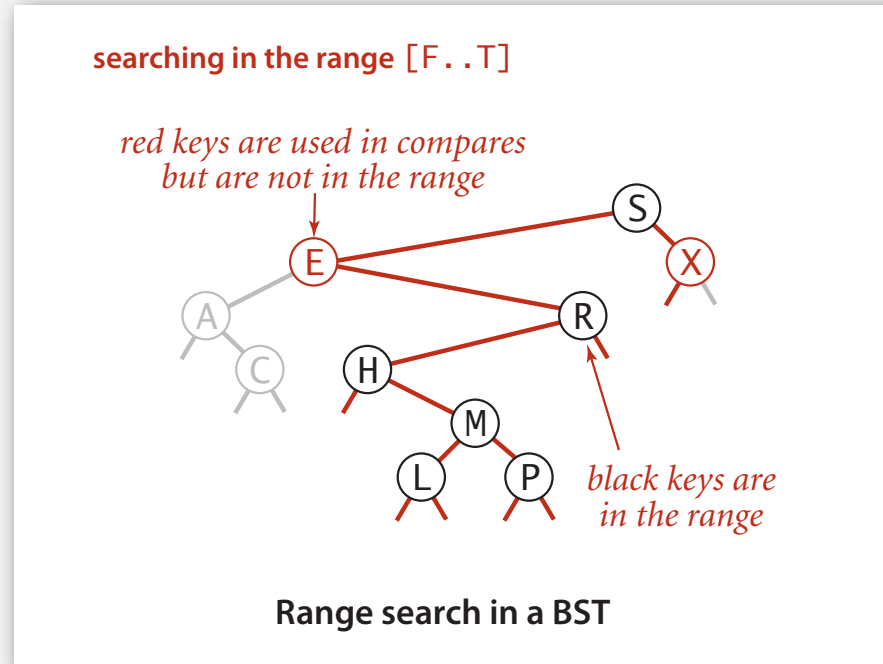 searching in the range [F..T]
red keys are used in compares
but are not in the range
S
E
X
A
R
C
H
M
L
P
black keys are
in the range
Range search in a BST